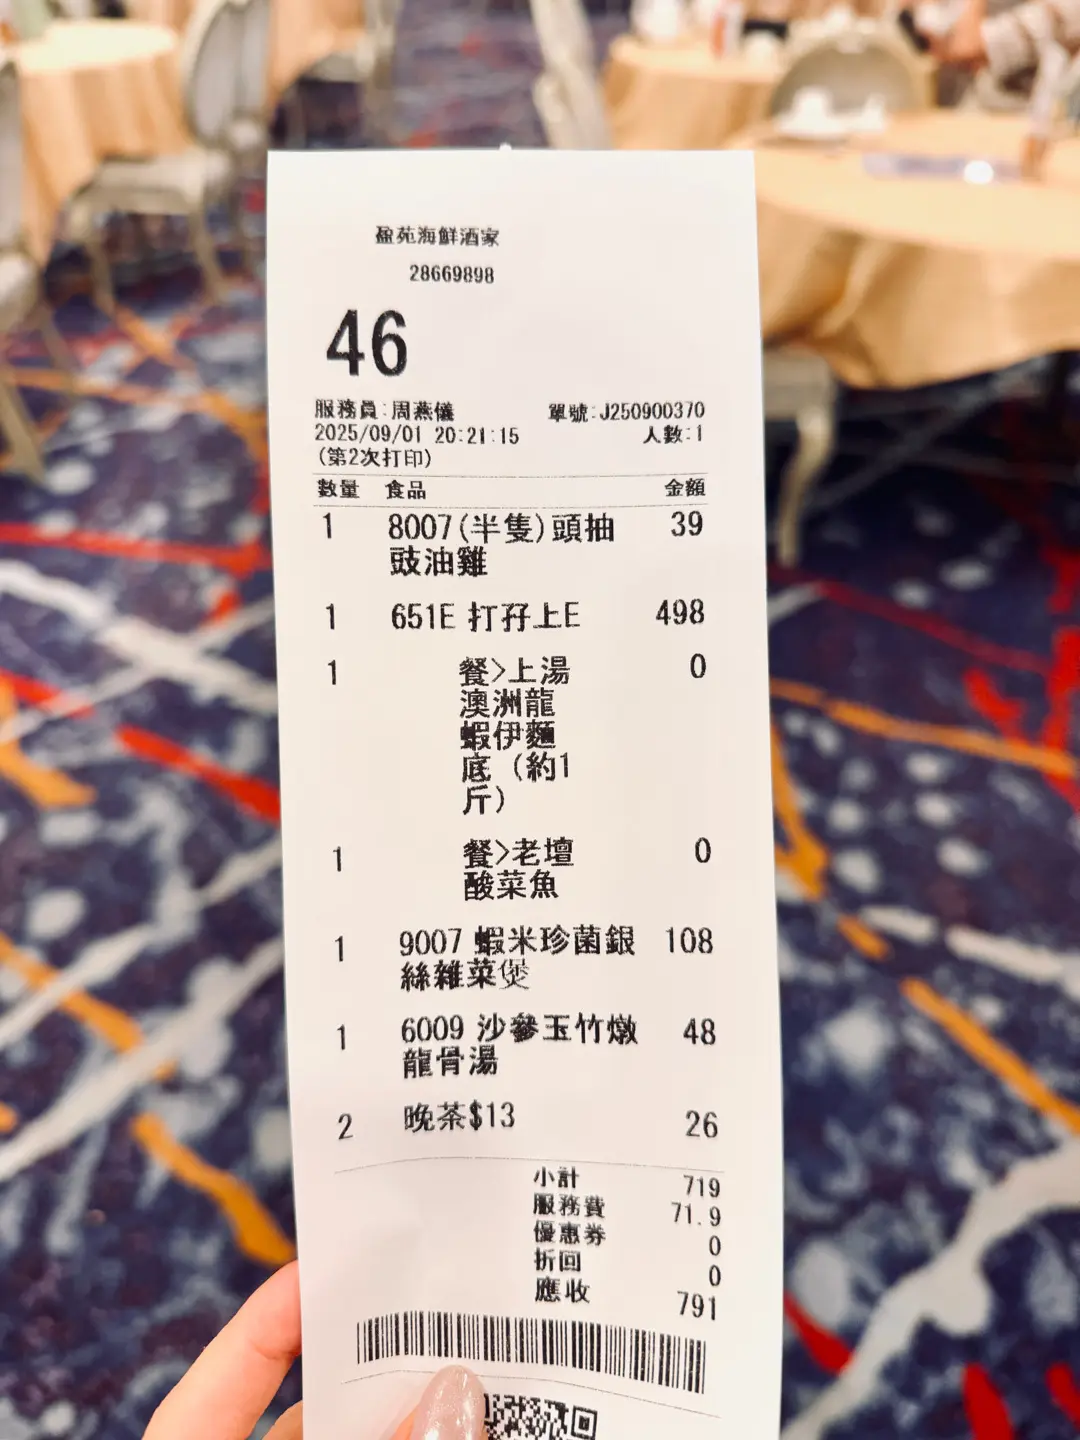 盈苑海鮮酒家
28669898
46
服務員:周燕儀 單號:J250900370
2025/09/01 20:21:15 人數:1
(第2次打印)
數量 食品 金額
1 8007(半隻)頭抽 39
豉油雞
1 651E 打孖上E 498
1 餐>上湯 0
澳洲龍
蝦伊麵
底 (約1
斤)
1 餐>老壇 0
酸菜魚
1 9007 蝦米珍菌銀 108
絲雜菜煲
1 6009 沙參玉竹燉 48
龍骨湯
2 晚茶$13 26
小計 719
服務費 71.9
優惠券 0
折回 0
應收 791